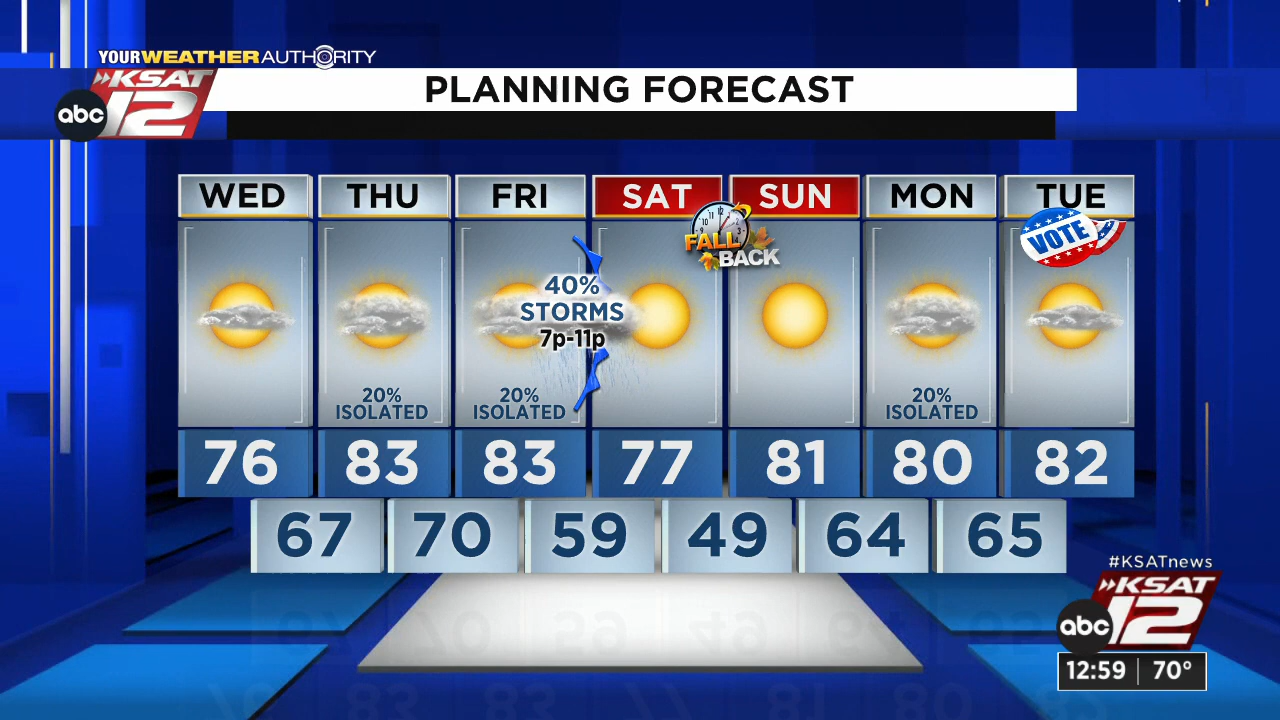 YOURWEATHERAUTHORITY
KSAT
abc 12
PLANNING FORECAST
WED THU FRI SAT SUN MON TUE
FALL
BACK
VOTE
40%
STORMS
7p-11p
20% 20% 20%
ISOLATED ISOLATED ISOLATED
76 83 83 77 81 80 82
67 70 59 49 64 65
#KSATnews
KSAT
abc 12
12:59 70°